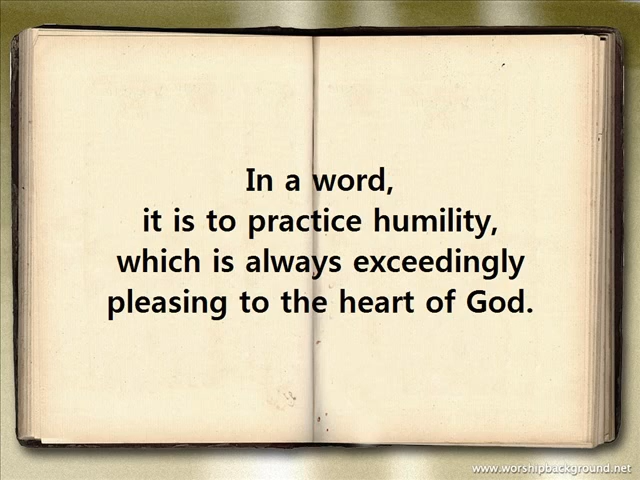 In a word,
it is to practice humility,
which is always exceedingly
pleasing to the heart of God.
www.worshipbackground.net